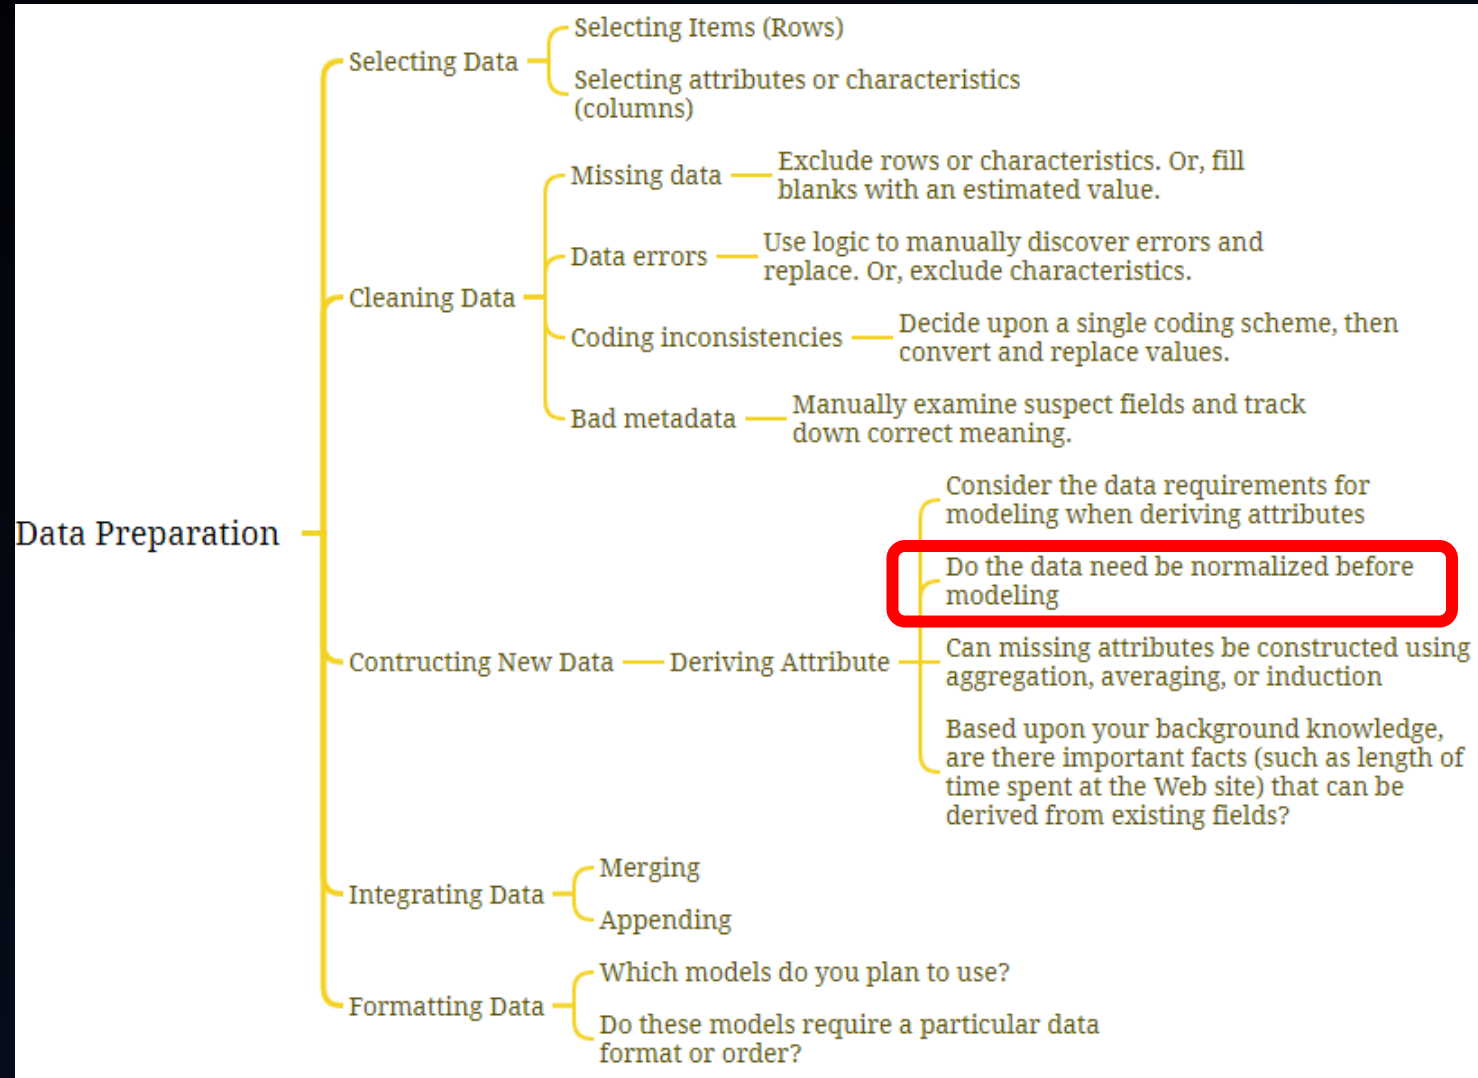 Data Preparation
Selecting Data
Selecting Items (Rows)
Selecting attributes or characteristics
(columns)
Cleaning Data
Missing data
Exclude rows or characteristics. Or, fill
blanks with an estimated value.
Data errors
Use logic to manually discover errors and
replace. Or, exclude characteristics.
Coding inconsistencies
Decide upon a single coding scheme, then
convert and replace values.
Bad metadata
Manually examine suspect fields and track
down correct meaning.
Contructing New Data
Deriving Attribute
Consider the data requirements for
modeling when deriving attributes
Do the data need be normalized before
modeling
Can missing attributes be constructed using
aggregation, averaging, or induction
Based upon your background knowledge,
are there important facts (such as length of
time spent at the Web site) that can be
derived from existing fields?
Integrating Data
Merging
Appending
Formatting Data
Which models do you plan to use?
Do these models require a particular data
format or order?